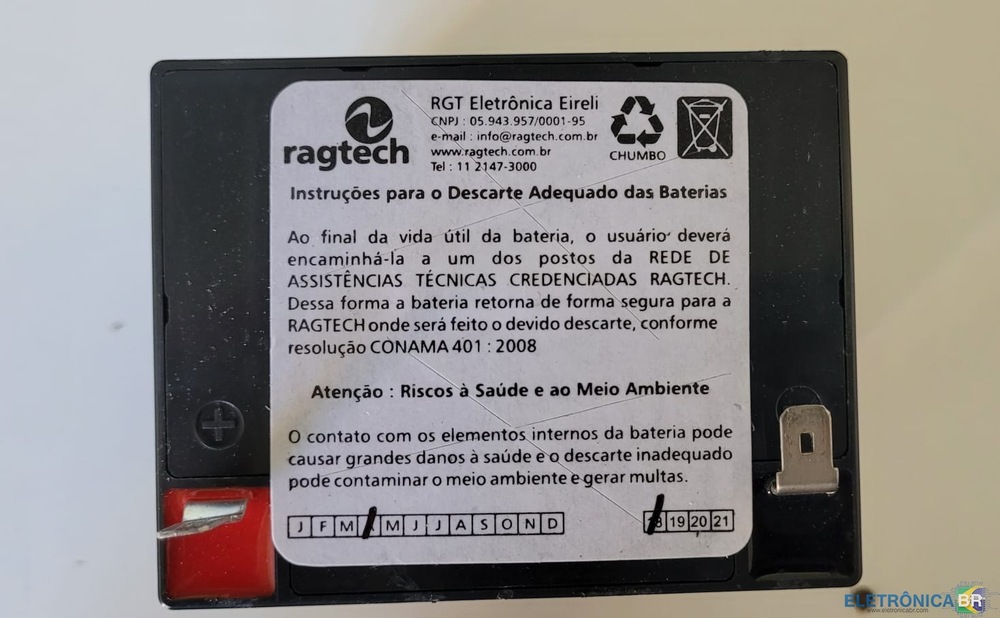 ragtech
RGT Eletrônica Eireli
CNPJ : 05.943.957/0001-95
e-mail : info@ragtech.com.br
www.ragtech.com.br
Tel : 11 2147-3000
CHUMBO
Instruções para o Descarte Adequado das Baterias
Ao final da vida útil da bateria, o usuário deverá
encaminhá-la a um dos postos da REDE DE
ASSISTÊNCIAS TÉCNICAS CREDENCIADAS RAGTECH.
Dessa forma a bateria retorna de forma segura para a
RAGTECH onde será feito o devido descarte, conforme
resolução CONAMA 401 : 2008
Atenção : Riscos à Saúde e ao Meio Ambiente
O contato com os elementos internos da bateria pode
causar grandes danos à saúde e o descarte inadequado
pode contaminar o meio ambiente e gerar multas.
J F M A M J J A S O N D
18 19 20 21
ELETRÔNICA BR
www.eletronicabr.com